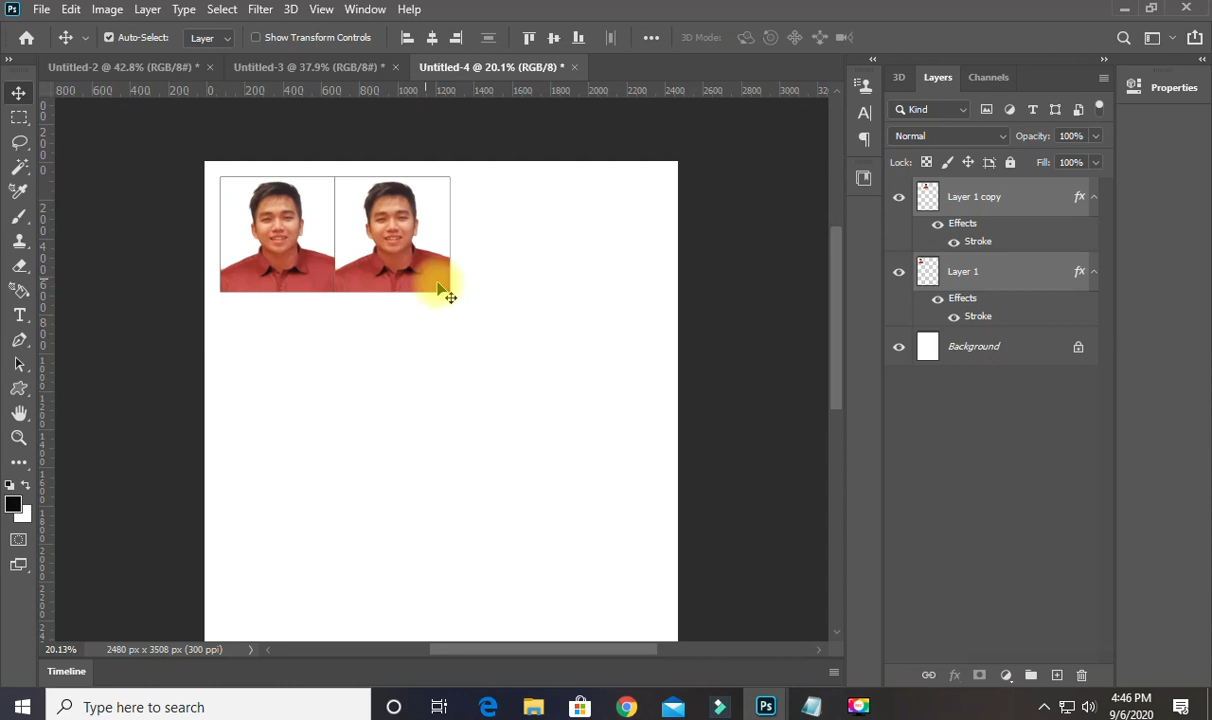 Ps File Edit Image Layer Type Select Filter 3D View Window Help
Auto-Select: Layer Show Transform Controls 3D Mode:
Untitled-2 @ 42.8% (RGB/8#) * Untitled-3 @ 37.9% (RGB/8#) * Untitled-4 @ 20.1% (RGB/8) *
800 600 400 200 0 200 400 600 800 1000 1200 1400 1600 1800 2000 2200 2400 2600 2800 3000
3D Layers Channels
Properties
Kind
Normal Opacity: 100%
Lock: Fill: 100%
Layer 1 copy fx
Effects
Stroke
Layer 1 fx
Effects
Stroke
Background
20.13% 2480 px x 3508 px (300 ppi)
Timeline
Type here to search
Ps
4:46 PM
9/6/2020